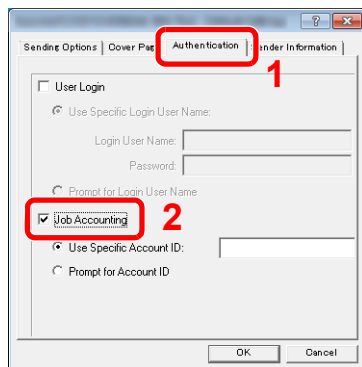 Sending Options Cover Pag Authentication ender Information
1
User Login
Use Specific Login User Name:
Login User Name:
Password:
Prompt for Login User Name
Job Accounting 2
Use Specific Account ID:
Prompt for Account ID
OK Cancel